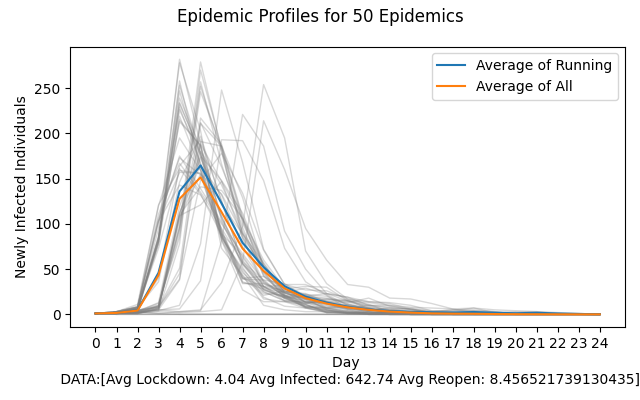 Epidemic Profiles for 50 Epidemics
Average of Running
Average of All
Newly Infected Individuals
250
200
150
100
50
0
0 1 2 3 4 5 6 7 8 9 10 11 12 13 14 15 16 17 18 19 20 21 22 23 24
Day
DATA:[Avg Lockdown: 4.04 Avg Infected: 642.74 Avg Reopen: 8.456521739130435]